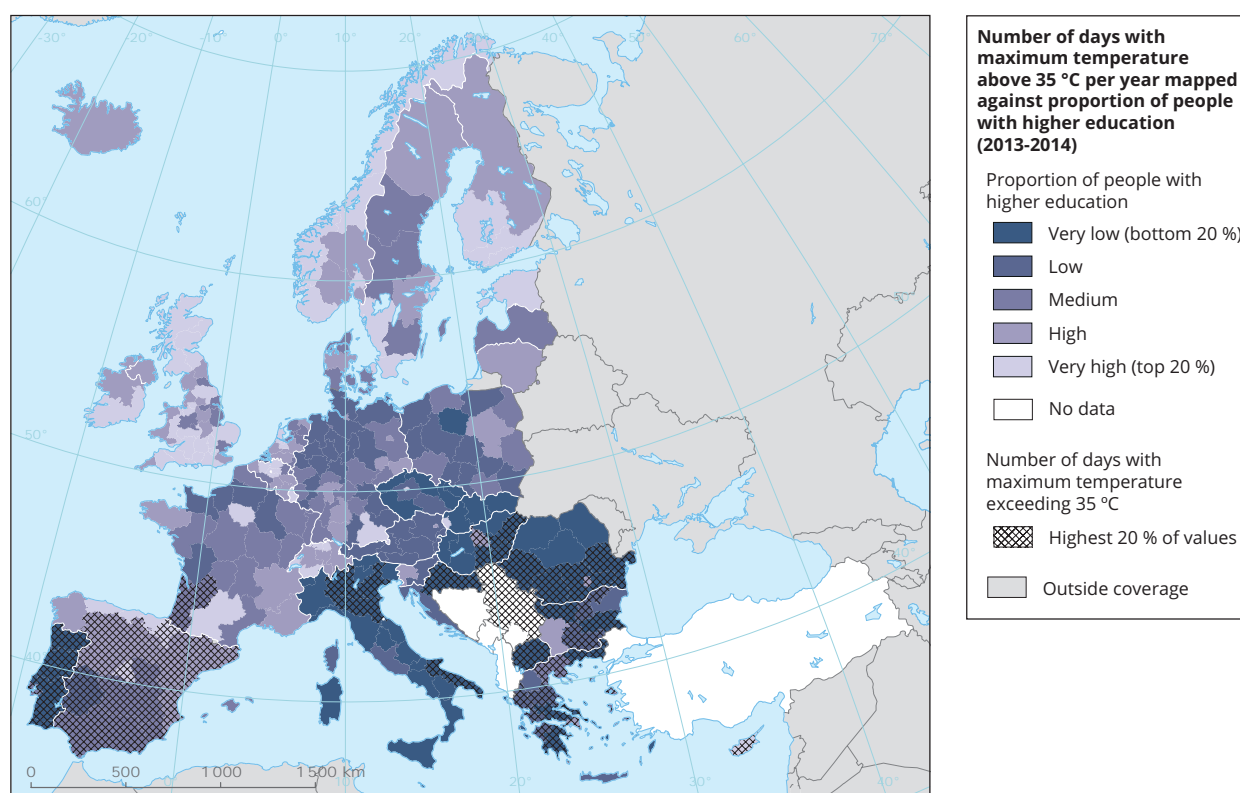 -30°
-20°
-10°
0°
10°
20°
30°
40°
50°
60°
70°
60°
50°
40°
40°
0
500
1 000
1 500 km
10°
20°
30°
40°
Number of days with
maximum temperature
above 35 ºC per year mapped
against proportion of people
with higher education
(2013-2014)
Proportion of people with
higher education
Very low (bottom 20 %)
Low
Medium
High
Very high (top 20 %)
No data
Number of days with
maximum temperature
exceeding 35 ºC
Highest 20 % of values
Outside coverage